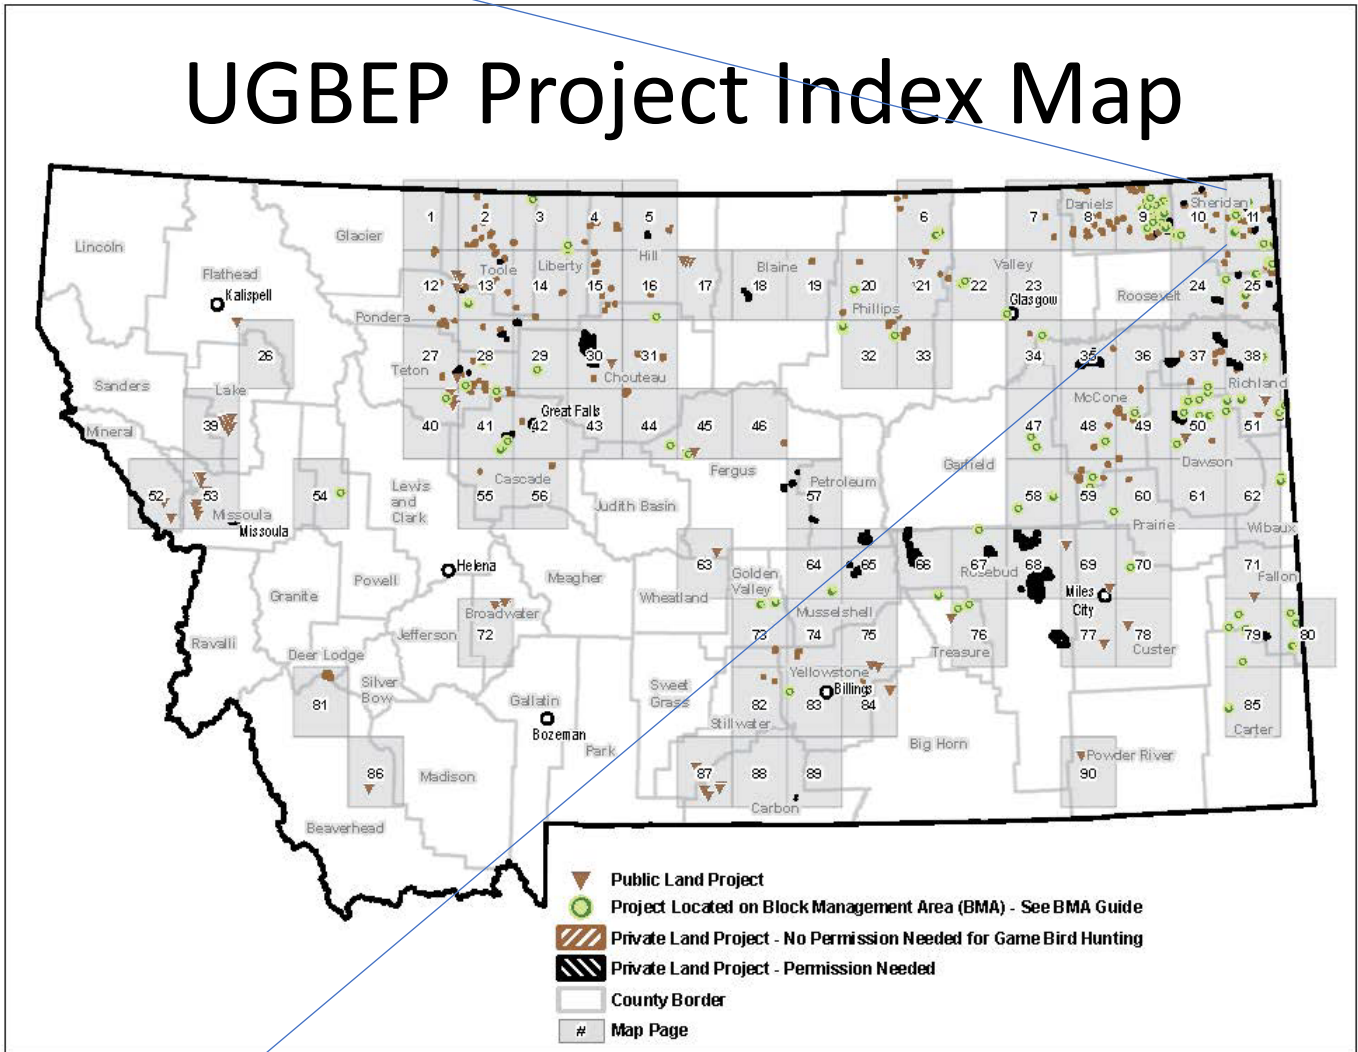 UGBEP Project Index Map
1 2 3 4 5 6 7 8 9 10 11
Daniels Sheridan
Lincoln Glacier
Flathead Toole Liberty Hill Blaine Valley
Kalispell
12 13 14 15 16 17 18 19 20 21 22 23 24 25
Pondera Phillips Glasgow Roosevelt
26 27 28 29 30 31 32 33 34 35 36 37 38
Teton Chouteau
Sanders Lake Richland
McCone
Great Falls
39 40 41 42 43 44 45 46 47 48 49 50 51
Mineral
Fergus Garfield Dawson
Cascade Petroleum
52 53 54 55 56 57 58 59 60 61 62
Lewis
and
Clark
Judith Basin
Missoula
Missoula
Prairie Wibaux
Helena
63 64 65 66 67 68 69 70 71
Powell Meagher Golden
Valley
Rosebud Fallon
Granite Wheatland Miles
City
Broadwater Musselshell
72 73 74 75 76 77 78 79 80
Ravalli Jefferson Treasure Custer
Deer Lodge
Silver
Bow
Yellowstone
Billings
Gallatin Sweet
Grass
81 82 83 84 85
Bozeman Stillwater Carter
Park Big Horn
Powder River
86 87 88 89 90
Madison
Carbon
Beaverhead
Public Land Project
Project Located on Block Management Area (BMA) - See BMA Guide
Private Land Project - No Permission Needed for Game Bird Hunting
Private Land Project - Permission Needed
County Border
# Map Page